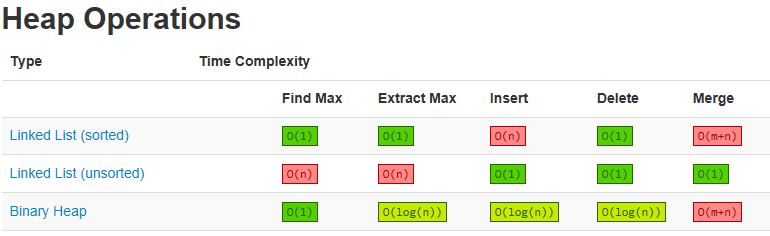 Heap Operations
Type Time Complexity
Find Max Extract Max Insert Delete Merge
Linked List (sorted) O(1) O(1) O(n) O(1) O(m+n)
Linked List (unsorted) O(n) O(n) O(1) O(1) O(1)
Binary Heap O(1) O(log(n)) O(log(n)) O(log(n)) O(m+n)